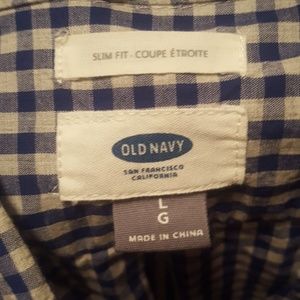 SLIM FIT - COUPE ÉTROITE
OLD NAVY
SAN FRANCISCO
CALIFORNIA
L
G
MADE IN CHINA